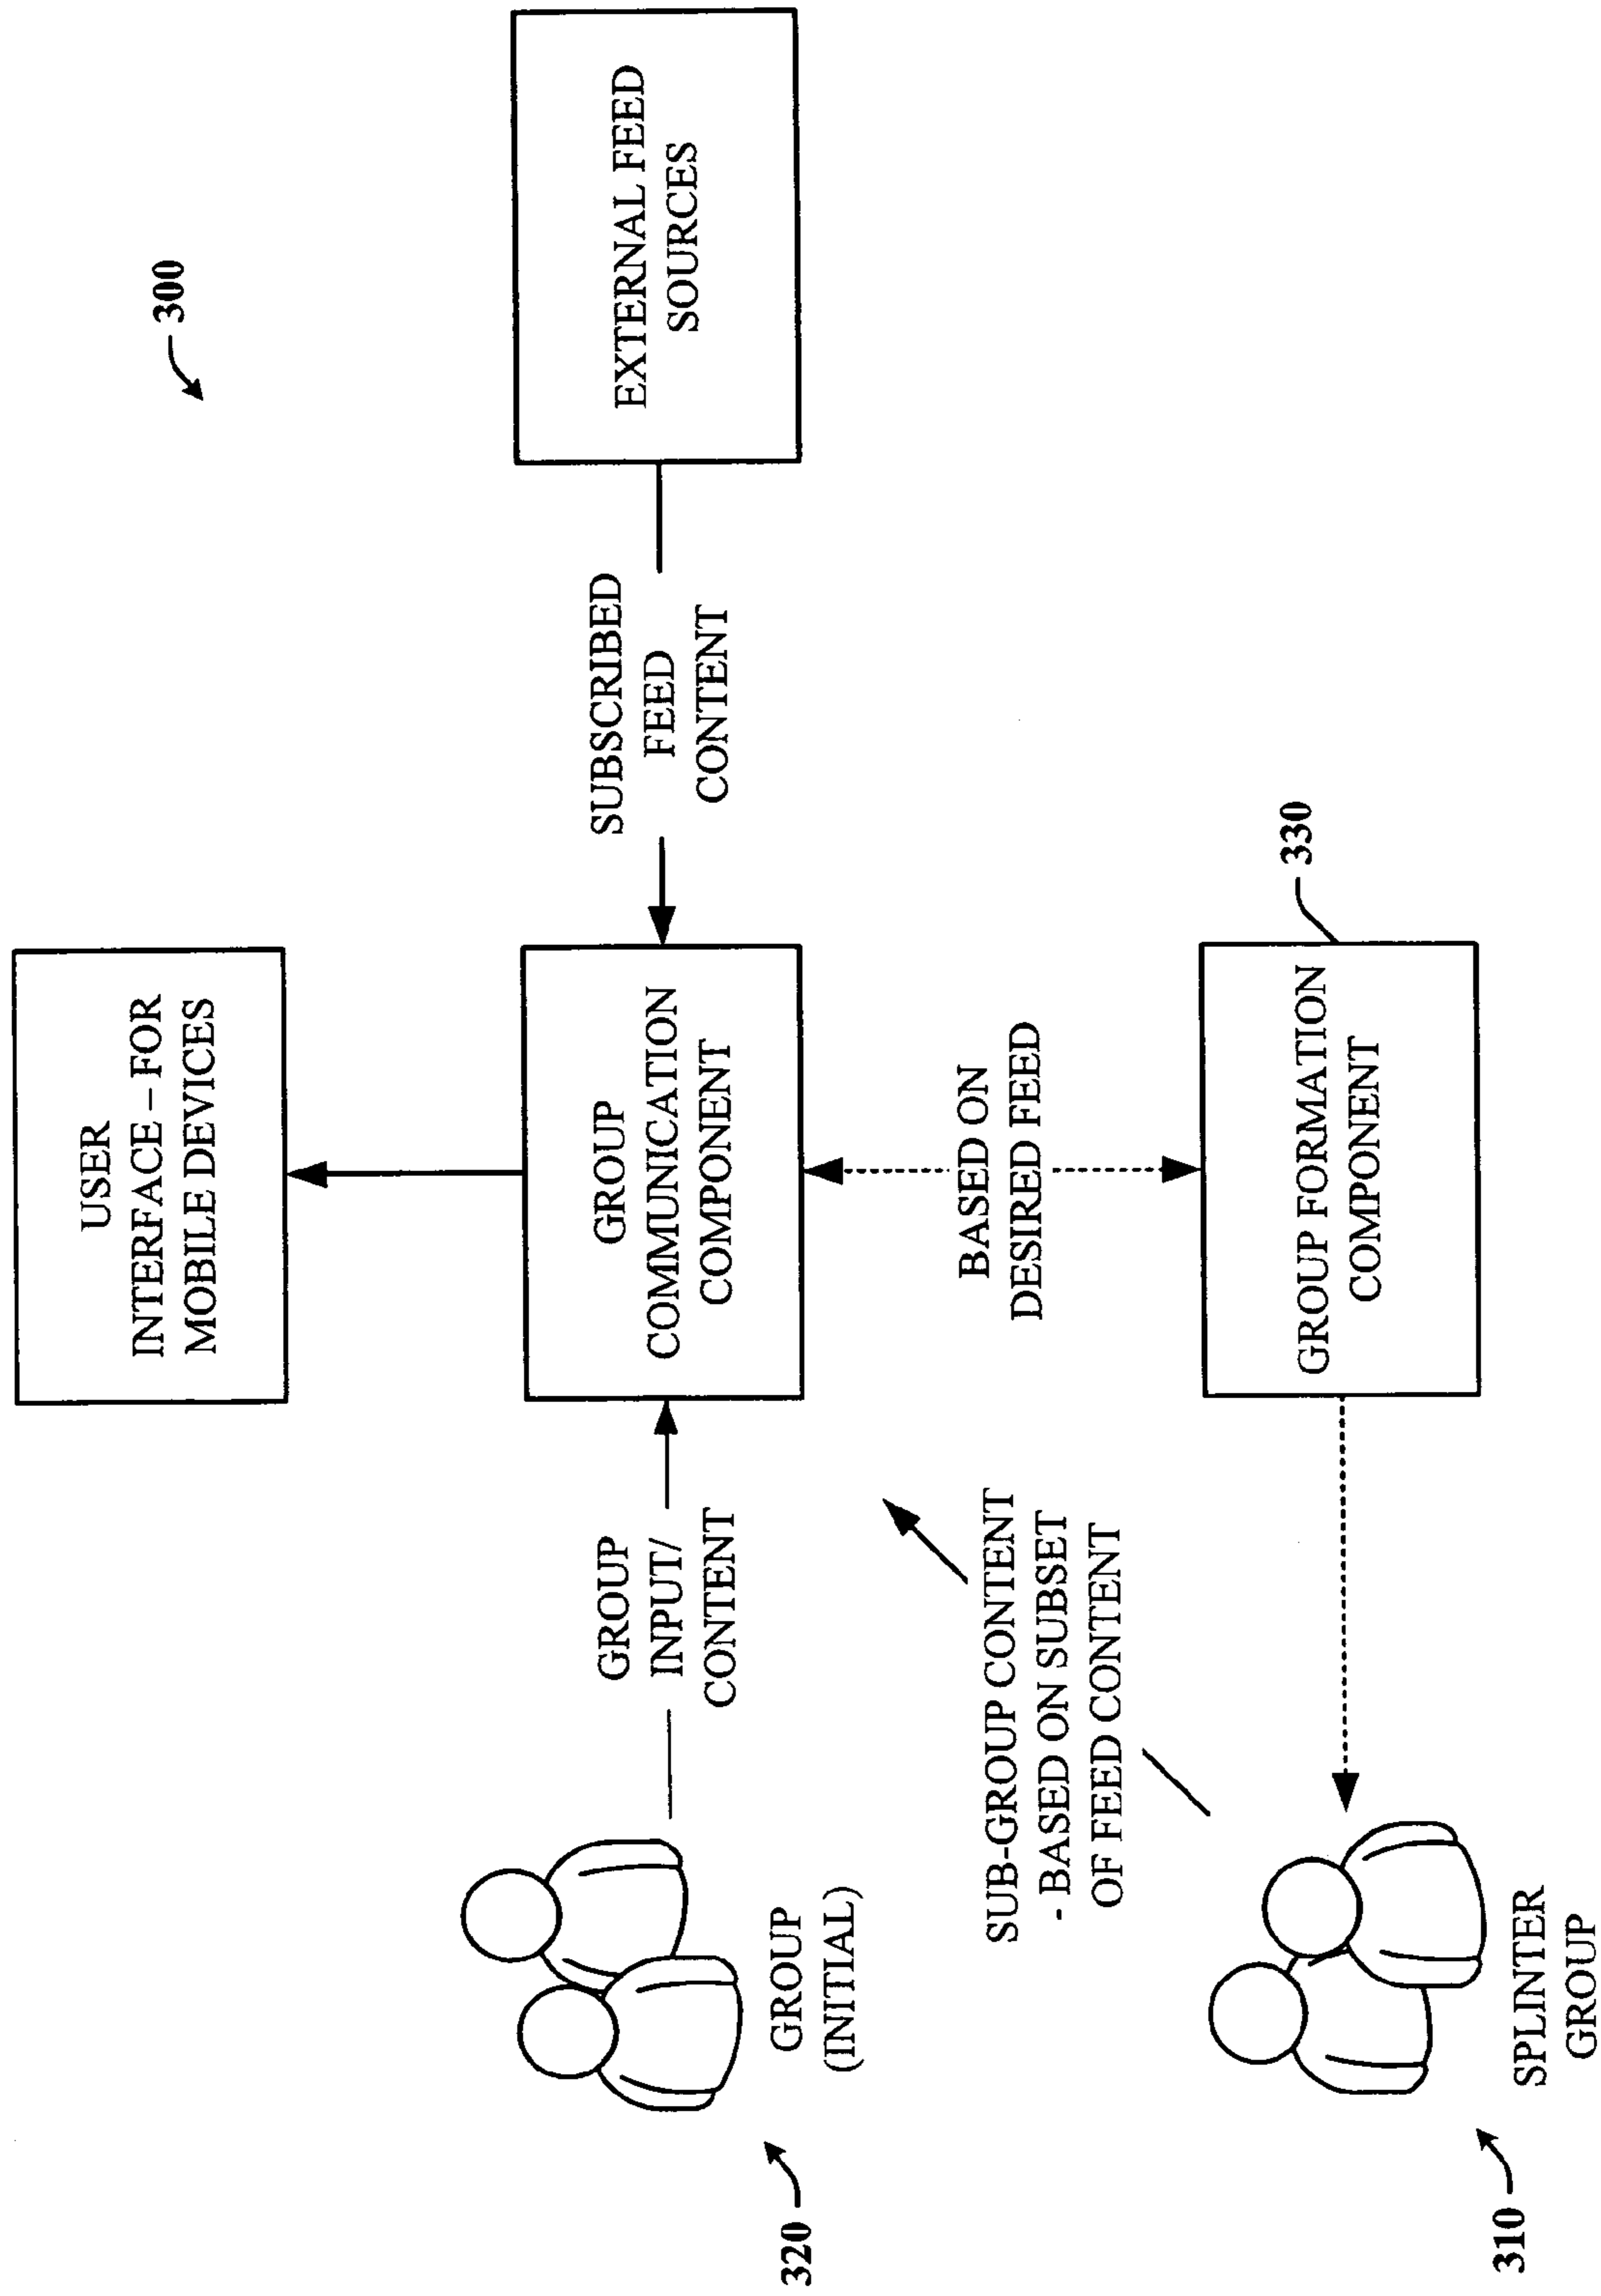 300
USER
INTERFACE – FOR
MOBILE DEVICES
GROUP
INPUT/
CONTENT
GROUP
COMMUNICATION
COMPONENT
SUBSCRIBED
FEED
CONTENT
EXTERNAL FEED
SOURCES
GROUP
(INITIAL)
320
SUB-GROUP CONTENT
- BASED ON SUBSET
OF FEED CONTENT
BASED ON
DESIRED FEED
330
GROUP FORMATION
COMPONENT
SPLINTER
GROUP
310